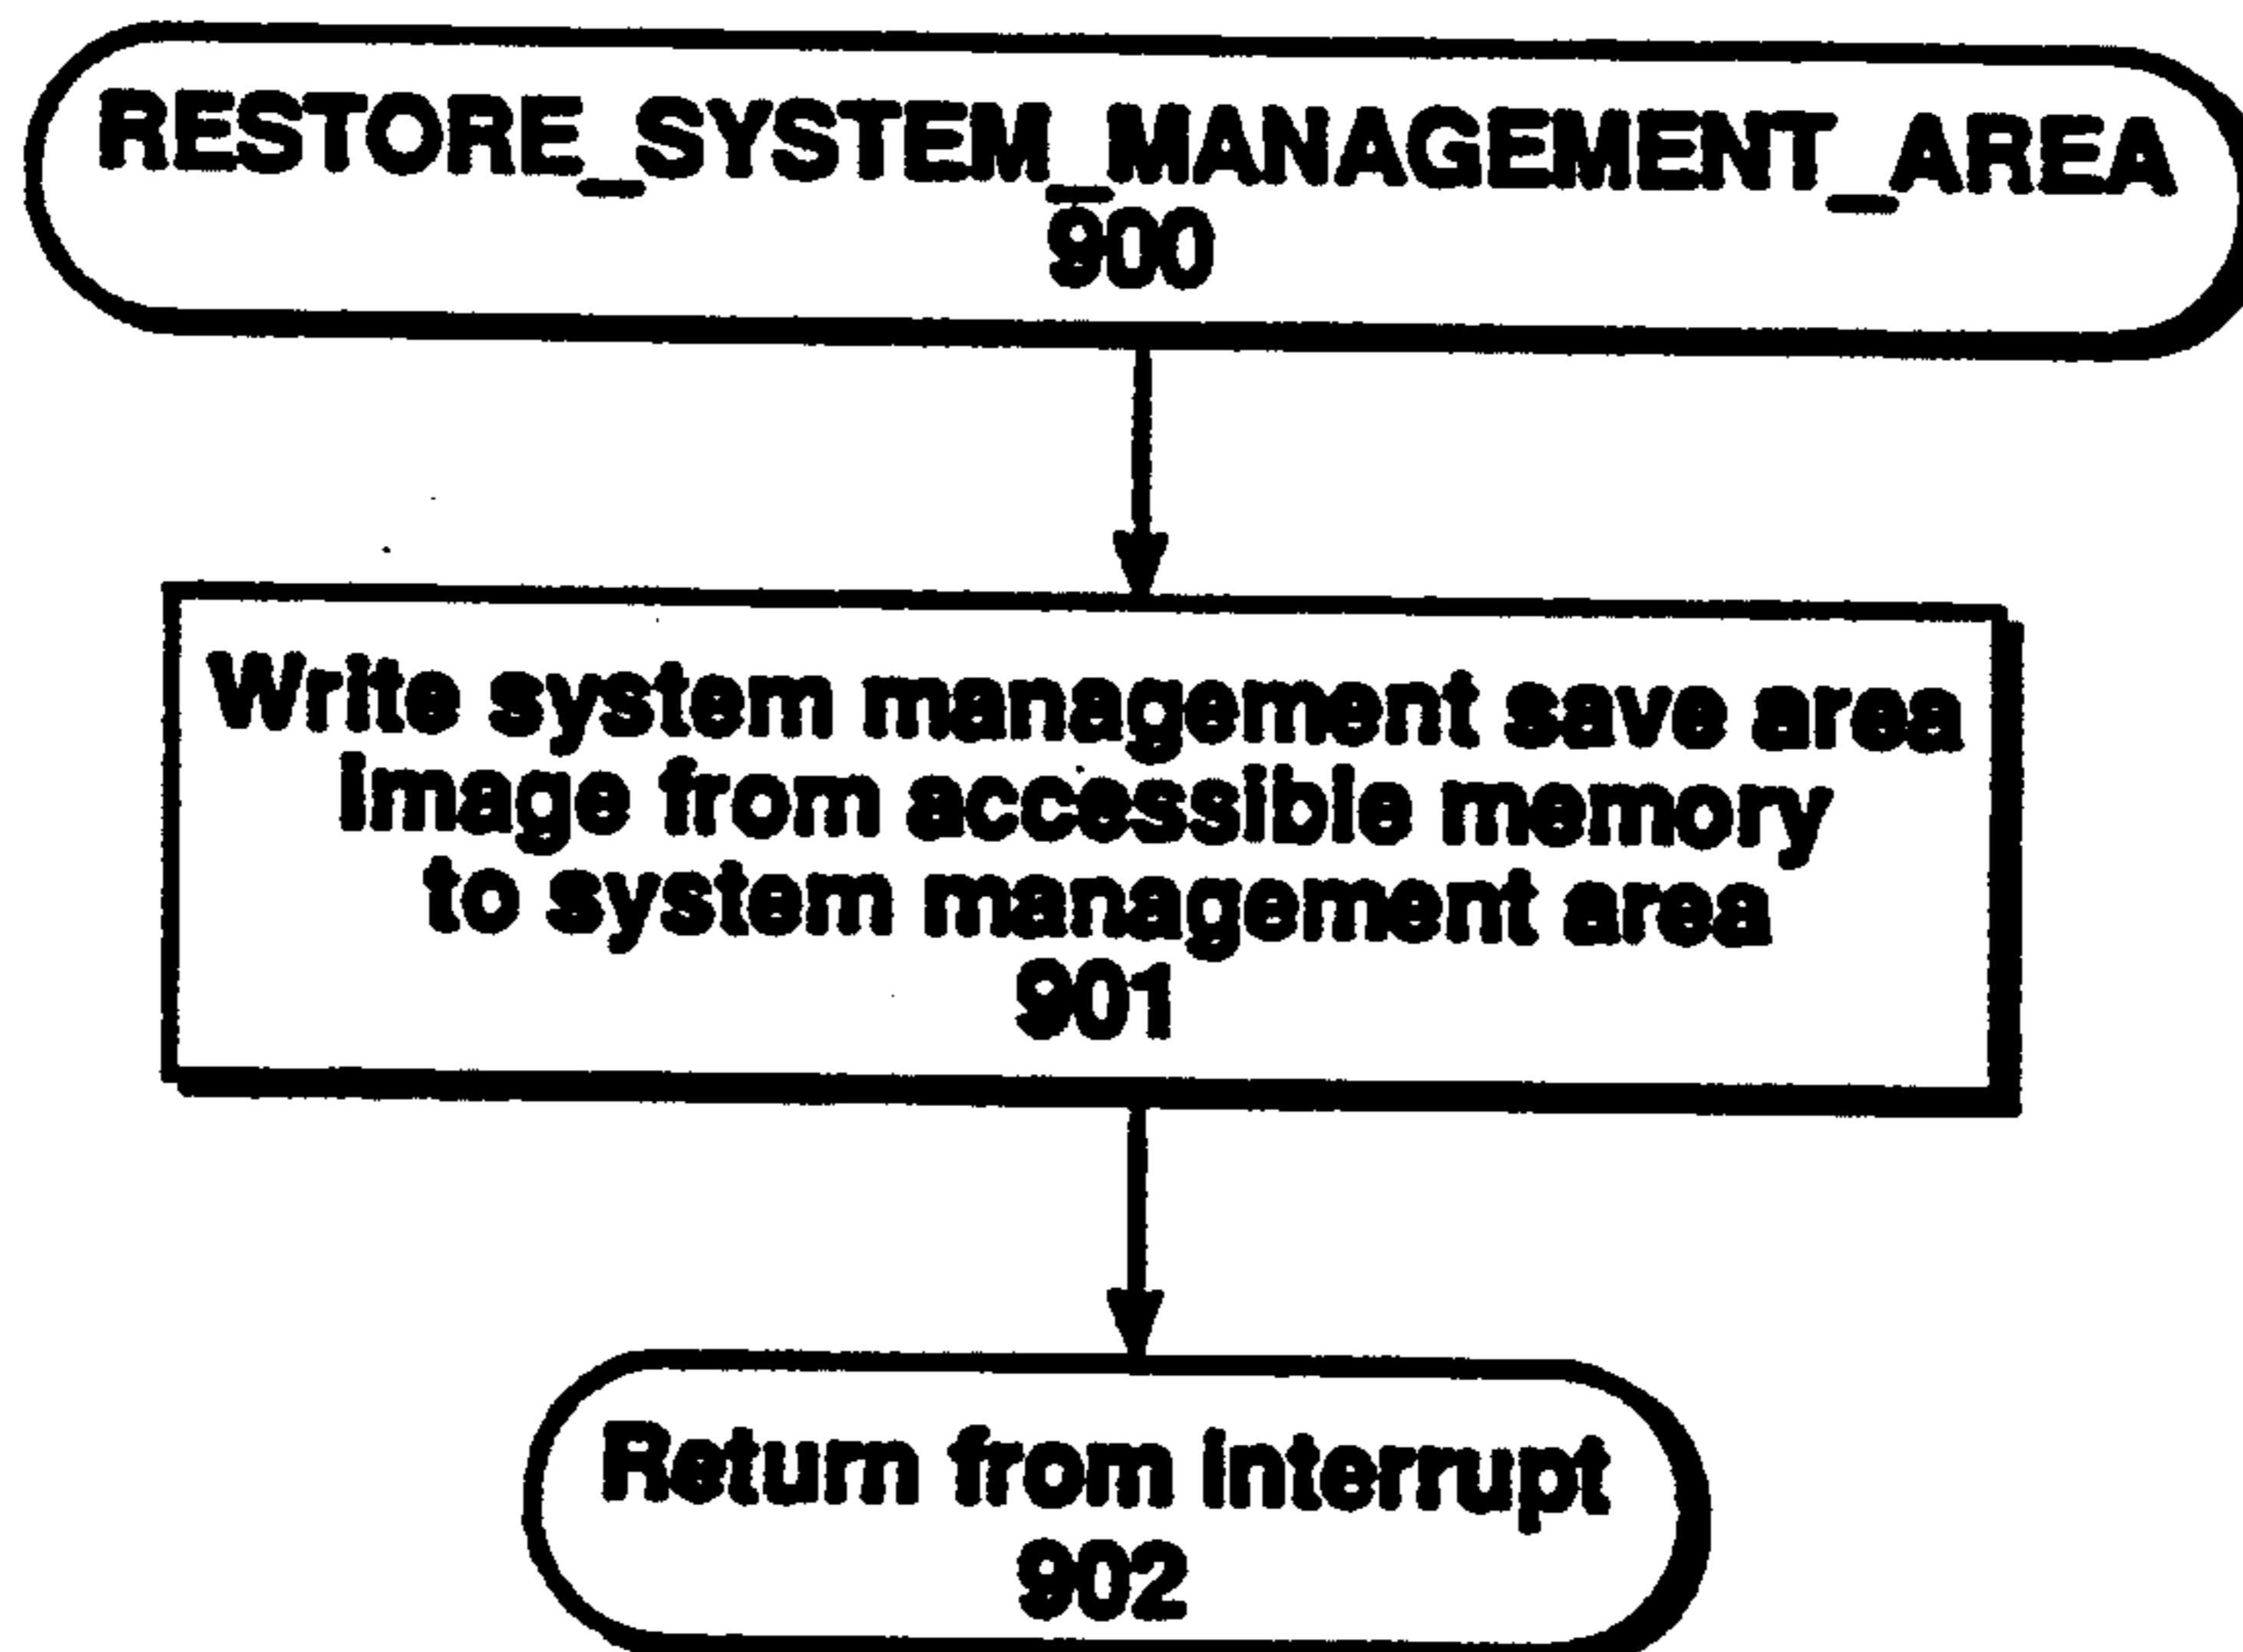 RESTORE_SYSTEM_MANAGEMENT_AREA
900
Write system management save area
image from accessible memory
to system management area
901
Return from interrupt
902